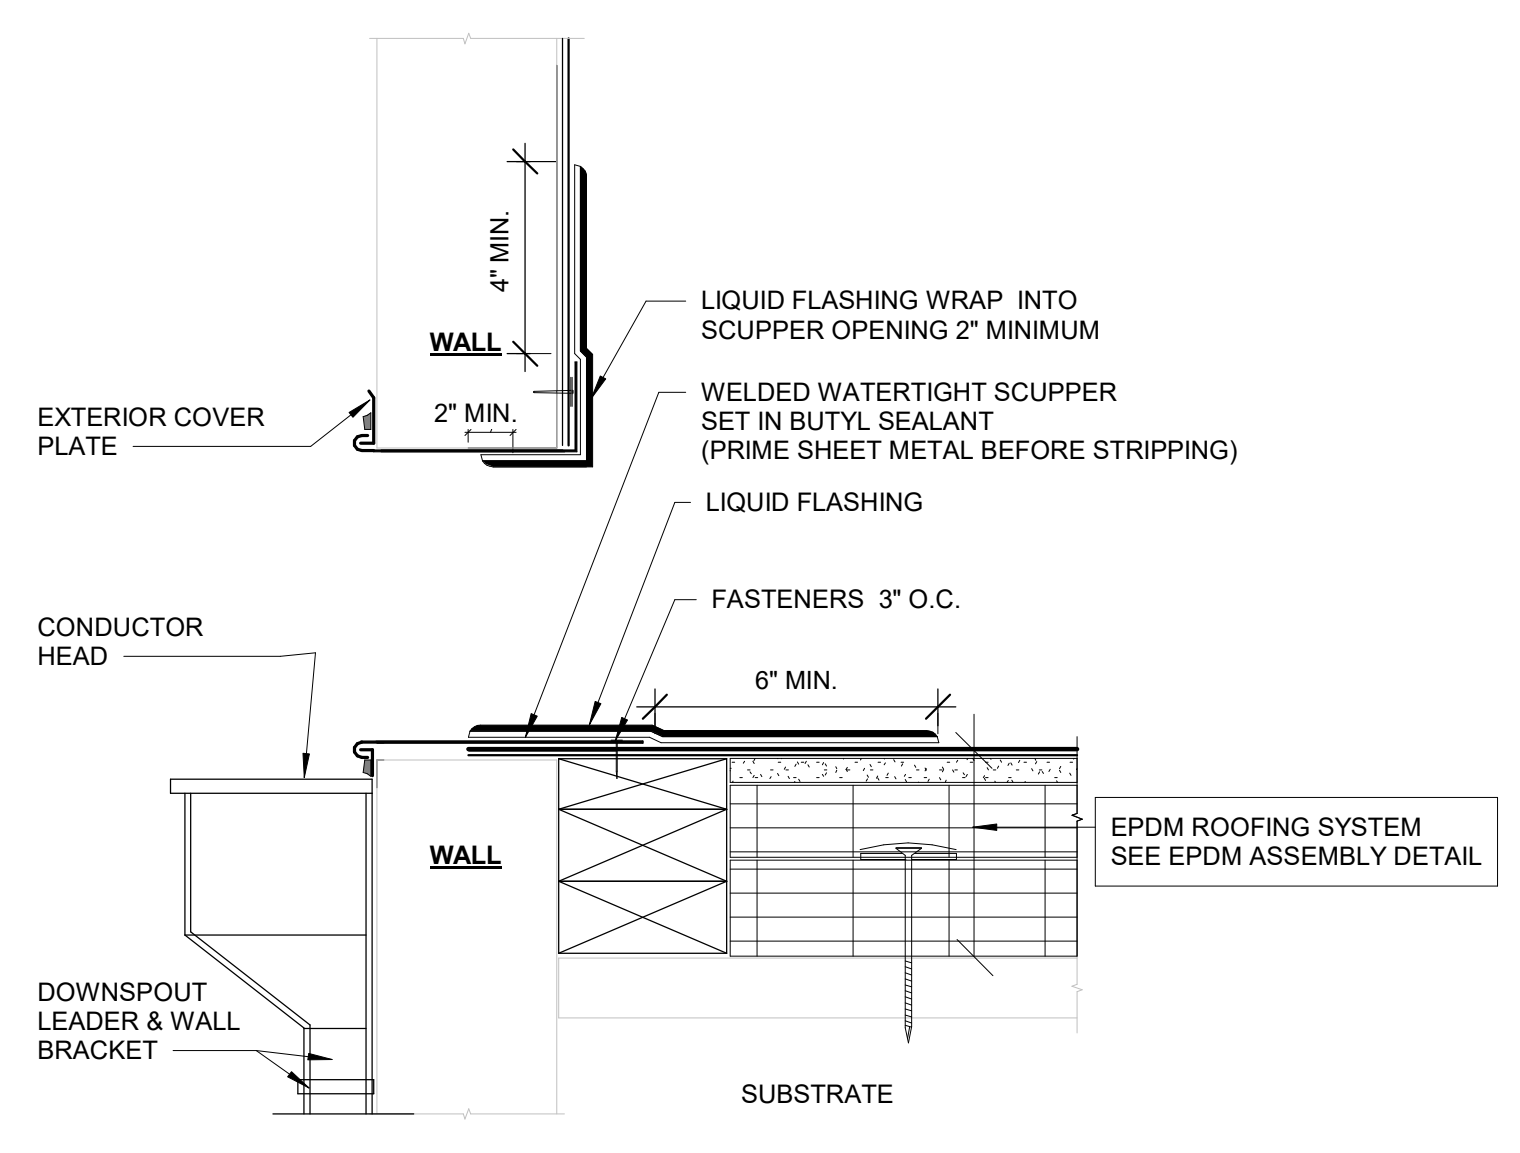 4" MIN.
LIQUID FLASHING WRAP INTO
SCUPPER OPENING 2" MINIMUM
WALL
WELDED WATERTIGHT SCUPPER
SET IN BUTYL SEALANT
(PRIME SHEET METAL BEFORE STRIPPING)
EXTERIOR COVER
PLATE
2" MIN.
LIQUID FLASHING
FASTENERS 3" O.C.
CONDUCTOR
HEAD
6" MIN.
EPDM ROOFING SYSTEM
SEE EPDM ASSEMBLY DETAIL
WALL
DOWNSPOUT
LEADER & WALL
BRACKET
SUBSTRATE